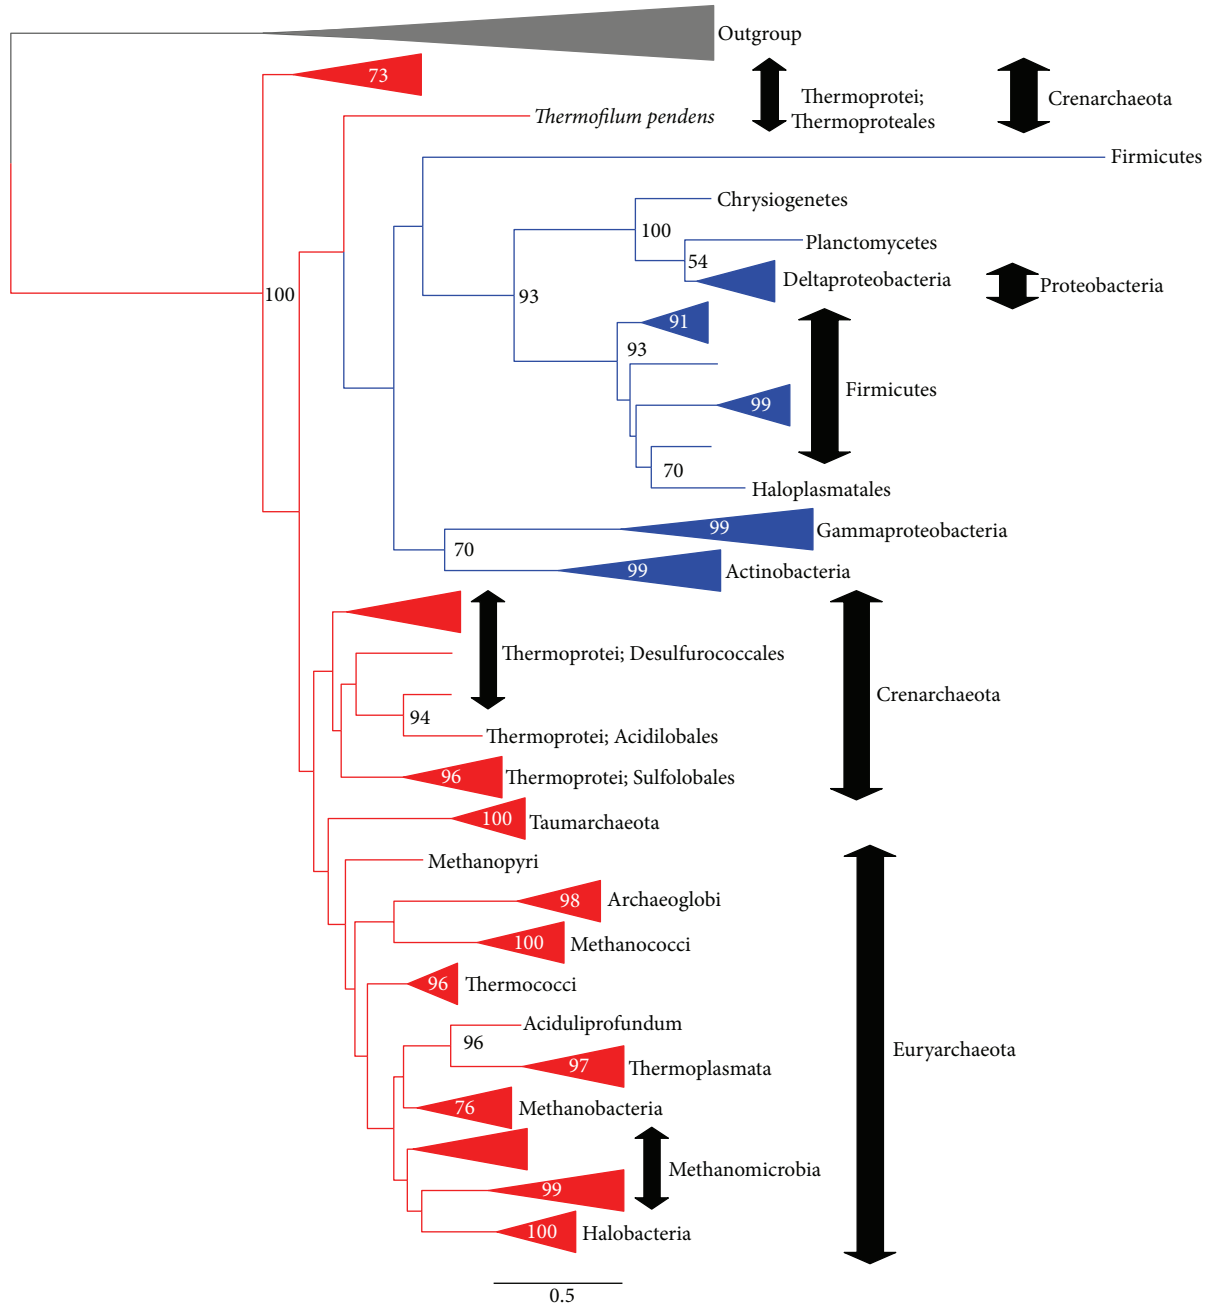 Outgroup
73
Thermoprotei;
Thermoproteales
Crenarchaeota
Thermofilum pendens
Firmicutes
Chrysiogenetes
100
Planctomycetes
54
Deltaproteobacteria
Proteobacteria
100
93
91
93
Firmicutes
99
70
Haloplasmatales
99
Gammaproteobacteria
70
99
Actinobacteria
Thermoprotei; Desulfurococcales
Crenarchaeota
94
Thermoprotei; Acidilobales
96
Thermoprotei; Sulfolobales
100
Taumarchaeota
Methanopyri
98
Archaeoglobi
100
Methanococci
96
Thermococci
Aciduliprofundum
96
Euryarchaeota
97
Thermoplasmata
76
Methanobacteria
Methanomicrobia
99
100
Halobacteria
0.5